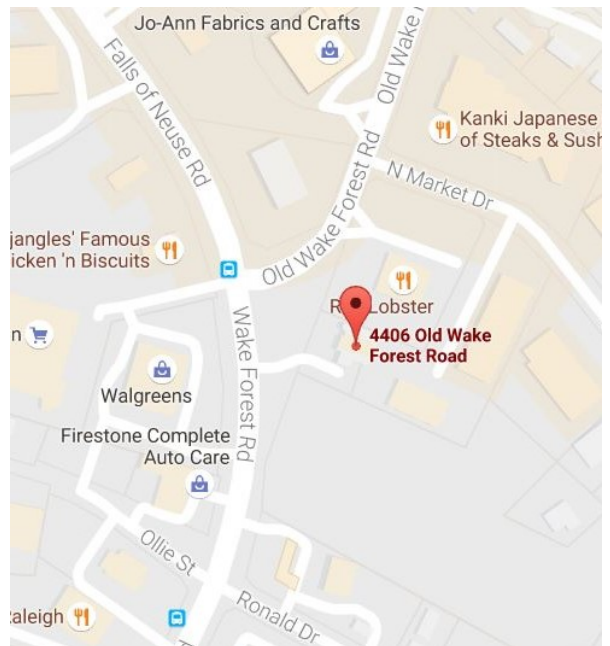 Jo-Ann Fabrics and Crafts
Falls of Neuse Rd
Old Wake
Kanki Japanese
of Steaks & Sush
Old Wake Forest Rd
N Market Dr
jangles' Famous
icken 'n Biscuits
Old Wake Forest Rd
Lobster
4406 Old Wake
Forest Road
n
Wake Forest Rd
Walgreens
Firestone Complete
Auto Care
Ollie St
Ronald Dr
aleigh